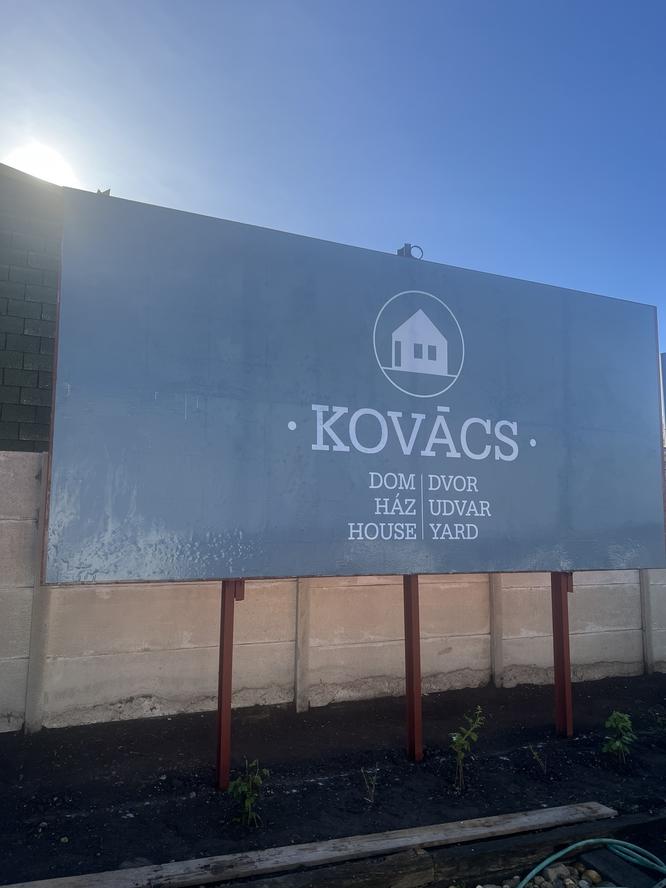 · KOVĀCS ·
DOM | DVOR
HÁZ | UDVAR
HOUSE | YARD